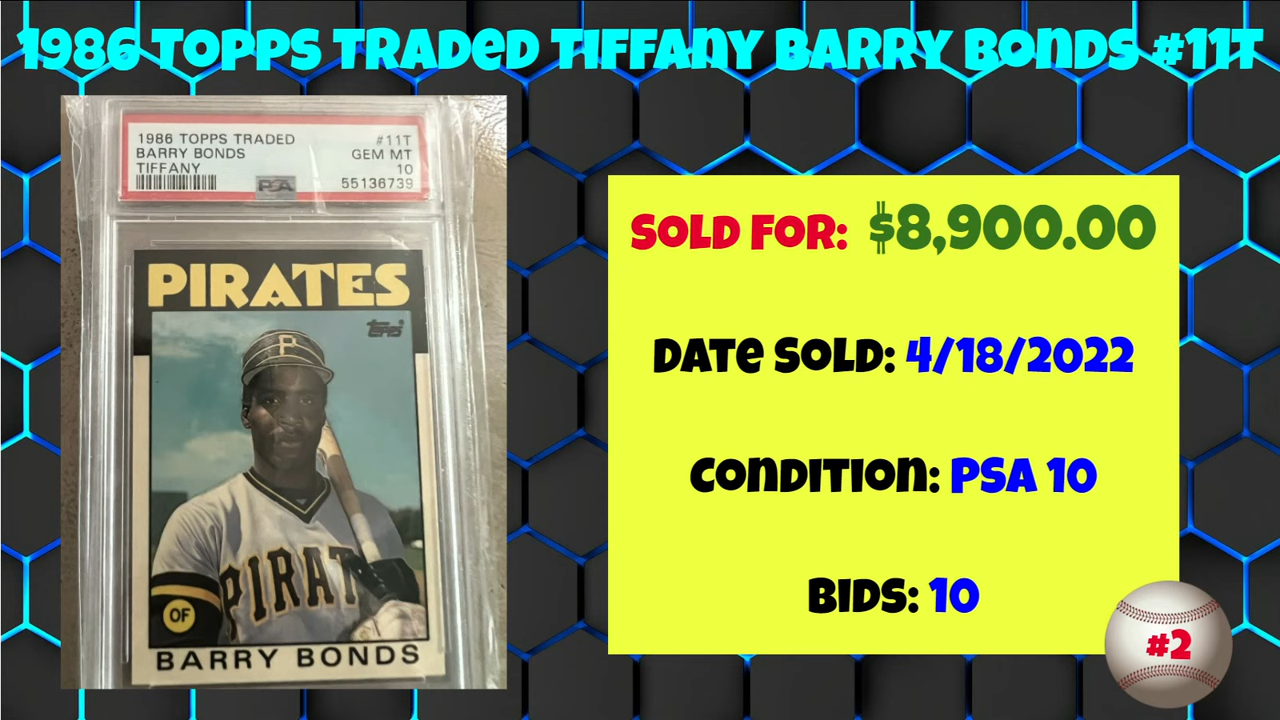 1986 TOPPS TRADED TIFFANY BARRY BONDS #11T
1986 TOPPS TRADED #11T
BARRY BONDS GEM MT
TIFFANY 10
PSA 55136739
PIRATES
topps
P
PIRAT
OF
BARRY BONDS
SOLD FOR: $8,900.00
DATE SOLD: 4/18/2022
CONDITION: PSA 10
BIDS: 10
#2